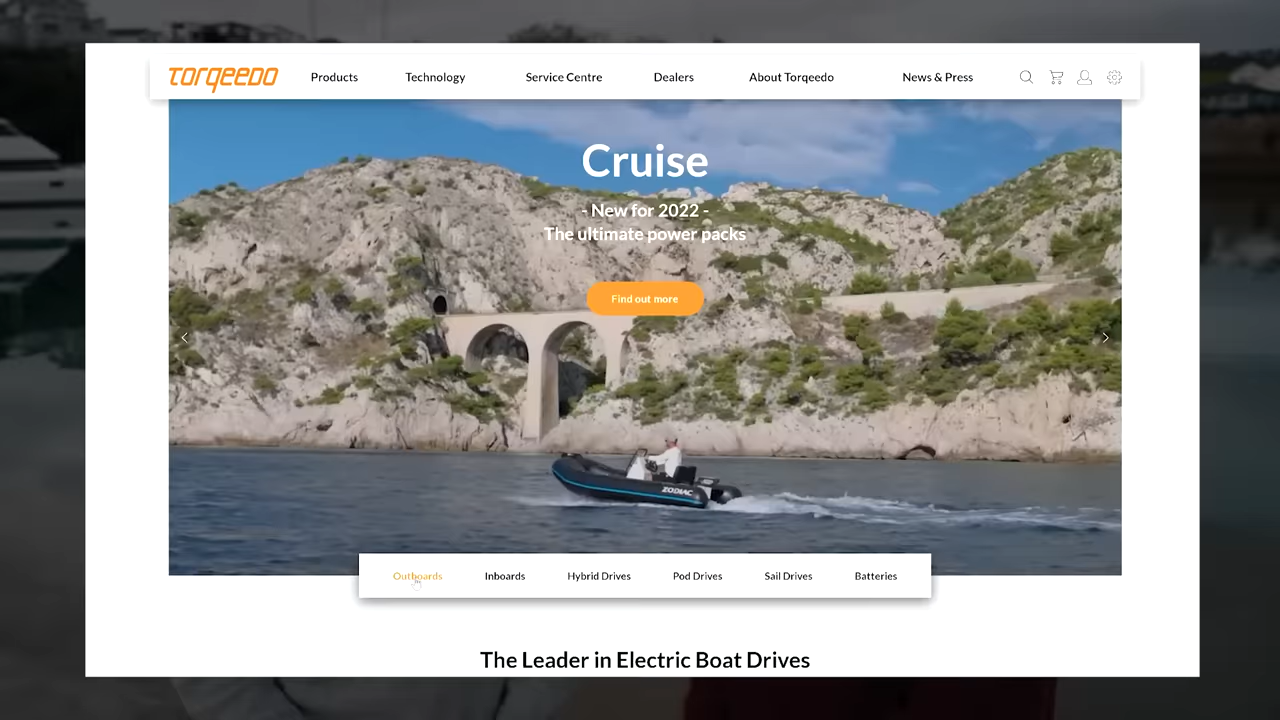 TORQEEDO
Products Technology Service Centre Dealers About Torqeedo News & Press
Cruise
- New for 2022 -
The ultimate power packs
Find out more
ZODIAC
Outboards Inboards Hybrid Drives Pod Drives Sail Drives Batteries
The Leader in Electric Boat Drives